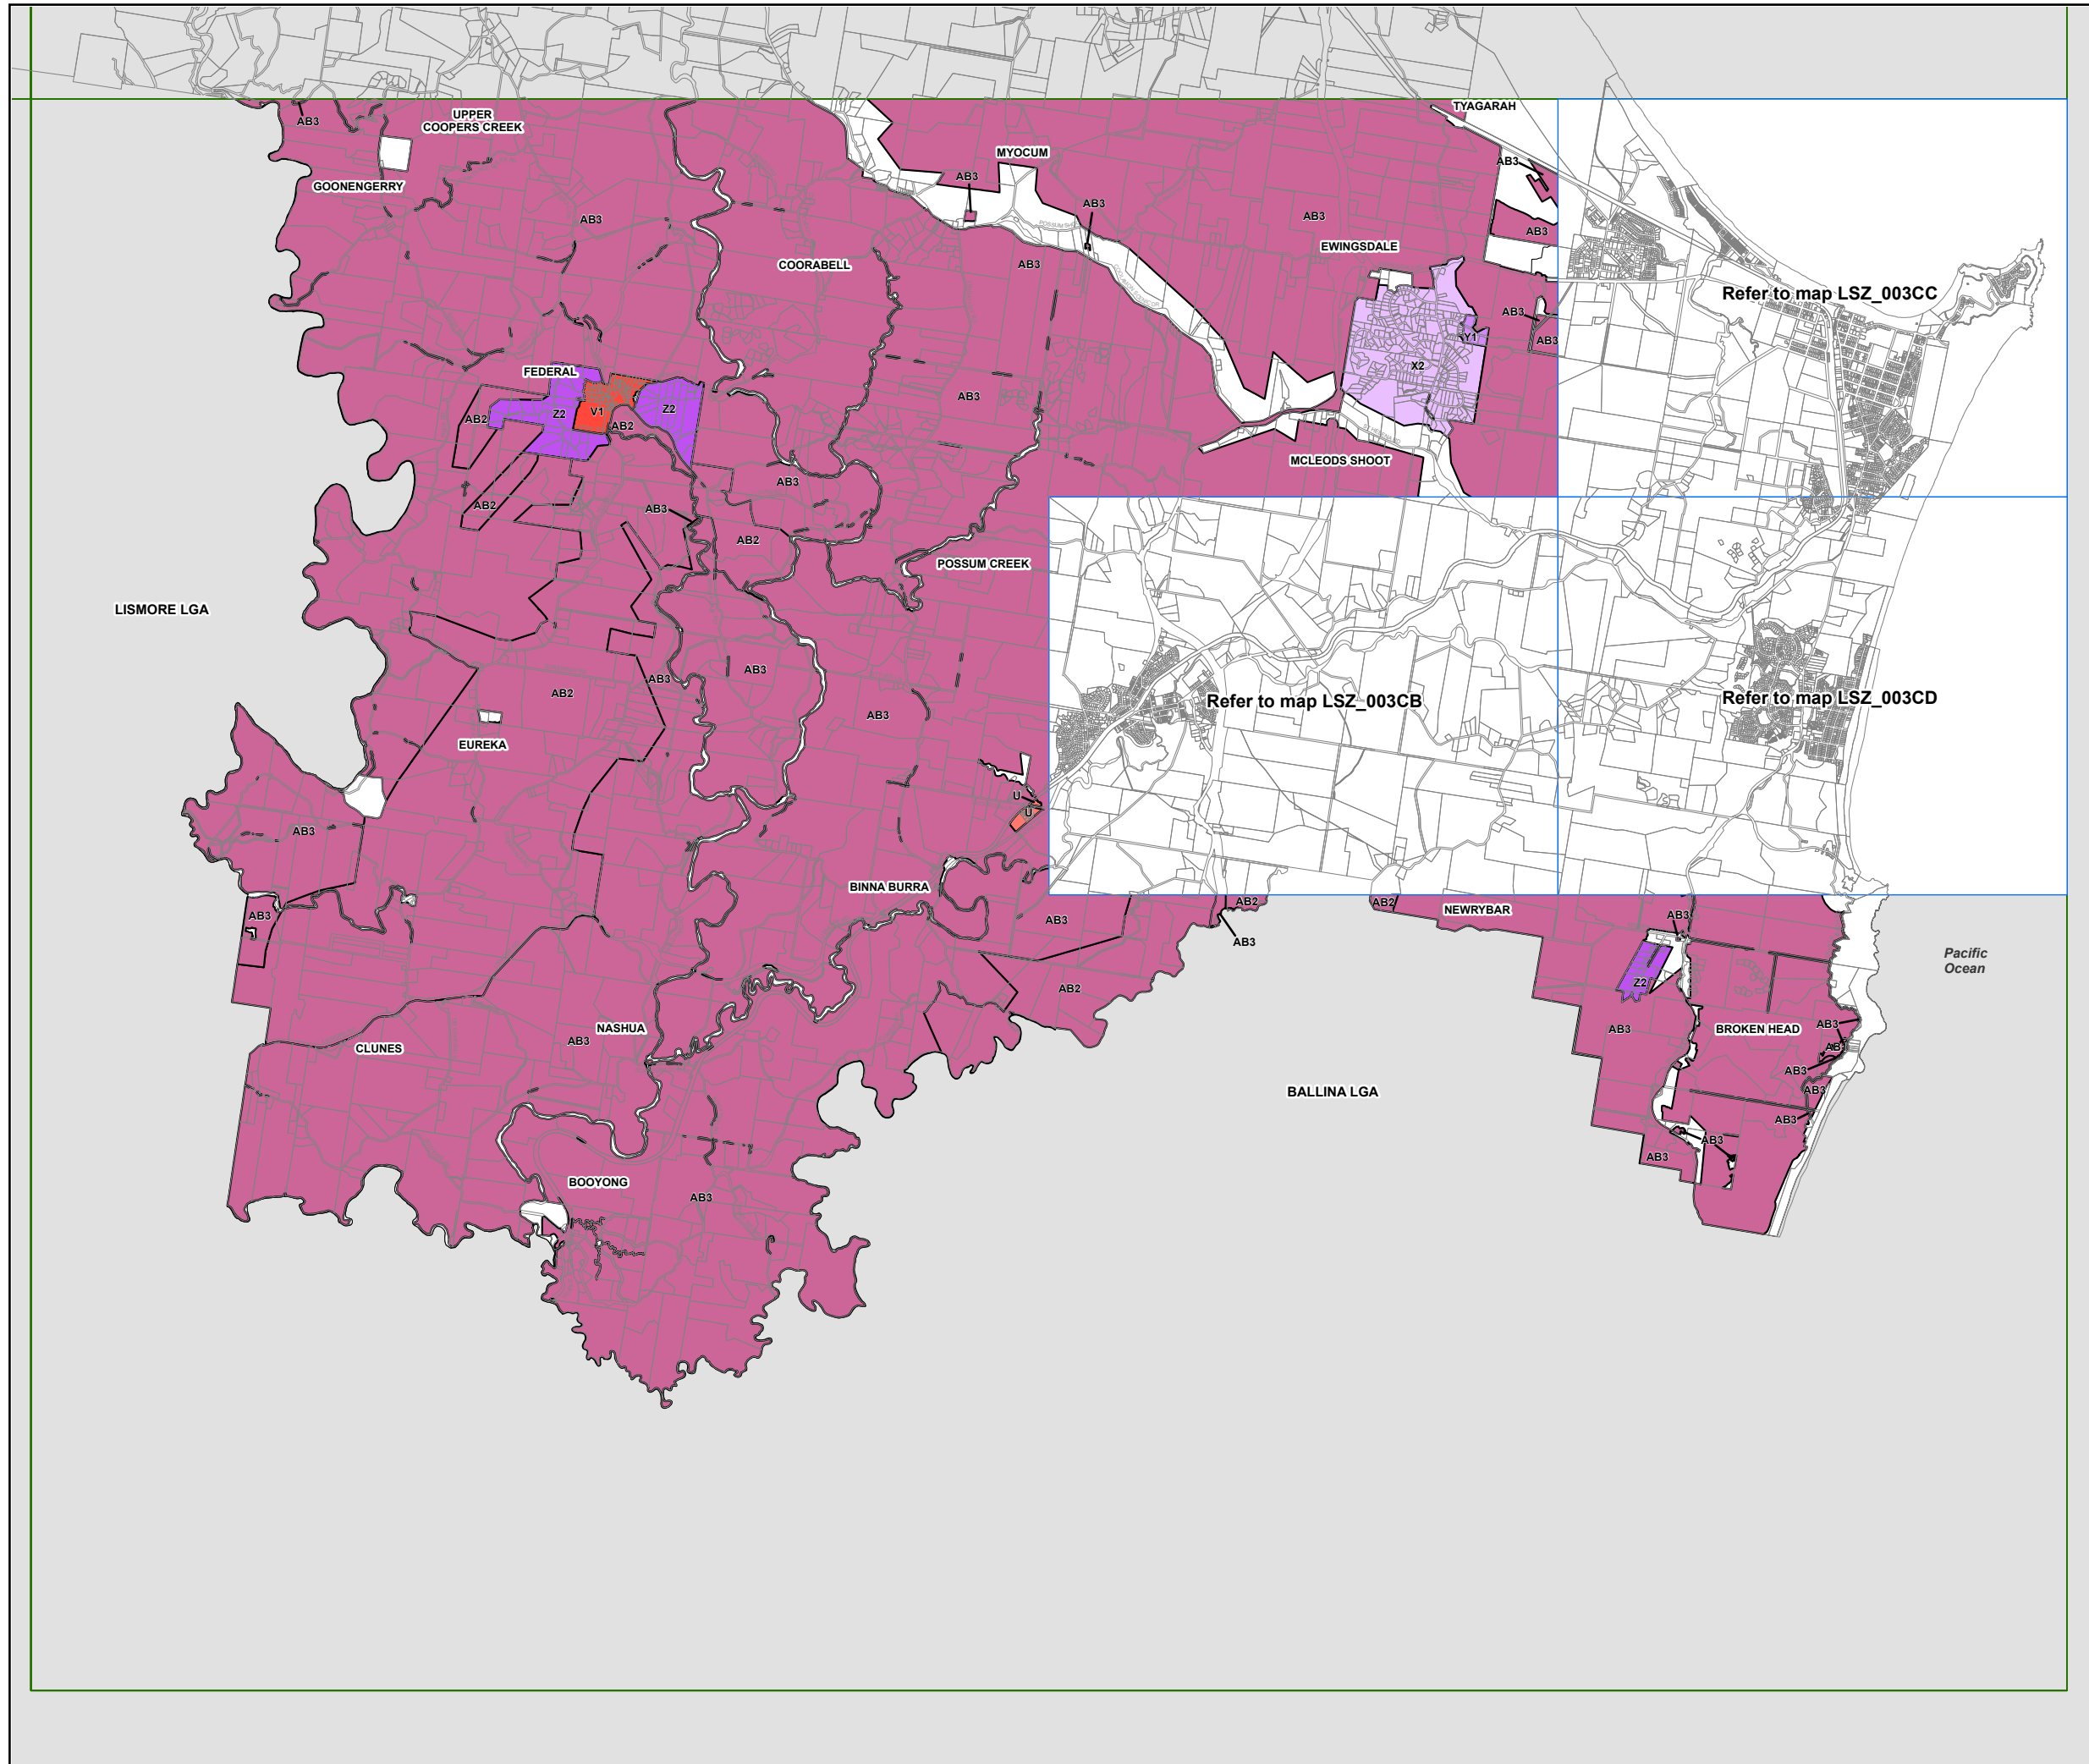 TYAGARAH
UPPER
COOPERS CREEK
AB3
MYOCUM
AB3
AB3
GOONENGERRY
AB3
AB3
AB3
AB3
EWINGSDALE
COORABELL
AB3
Refer to map LSZ_003CC
AB3
Y1
AB3
X2
FEDERAL
AB3
Z2
V1
Z2
AB2
AB2
MCLEODS SHOOT
AB3
AB2
AB3
AB2
POSSUM CREEK
LISMORE LGA
AB3
AB3
AB2
Refer to map LSZ_003CB
Refer to map LSZ_003CD
AB3
EUREKA
U
U
AB3
BINNA BURRA
AB2
AB2
NEWRYBAR
AB3
AB3
AB3
AB3
Pacific
Ocean
Z2
AB2
NASHUA
AB3
AB3
BROKEN HEAD
AB3
CLUNES
AB3
AB3
BALLINA LGA
AB3
AB3
AB3
AB3
BOOYONG
AB3